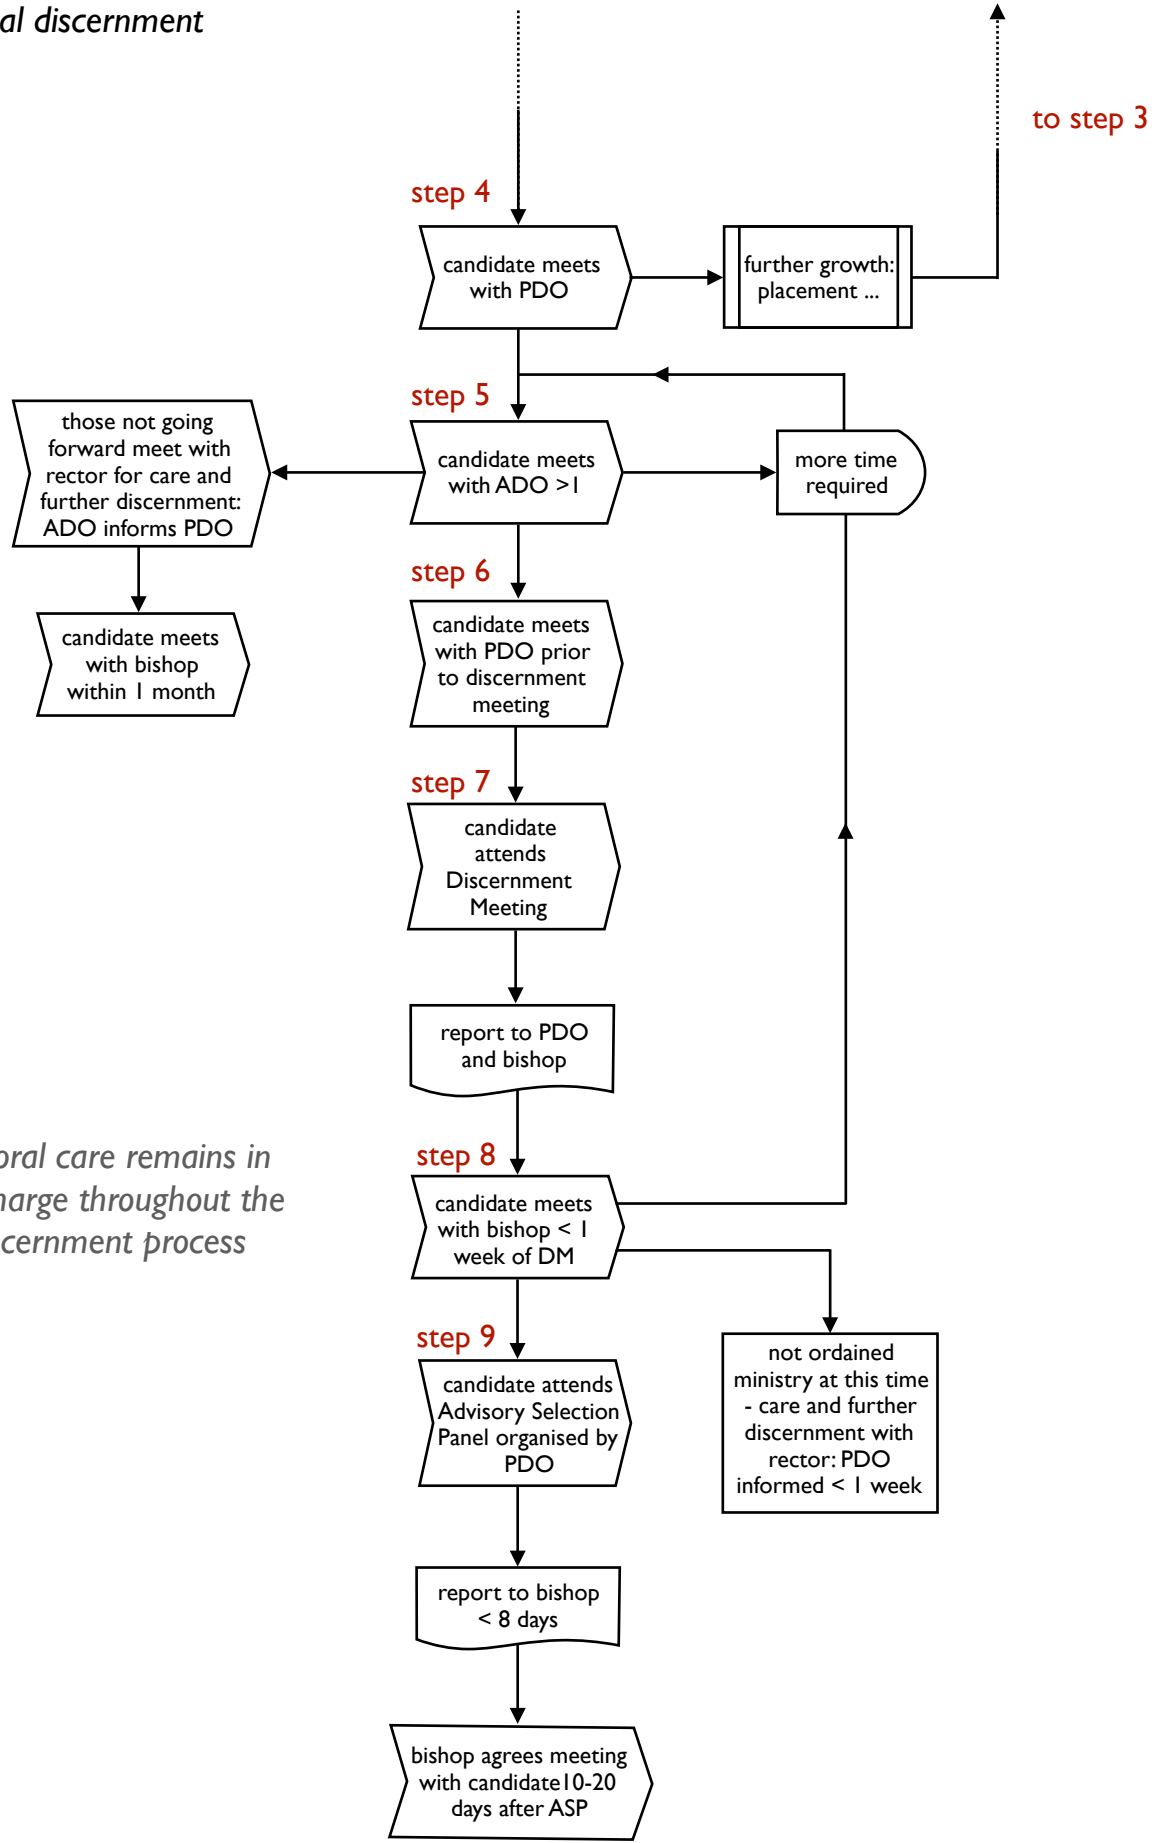 al discernment
to step 3
step 4
candidate meets
with PDO
further growth:
placement ...
step 5
those not going
forward meet with
rector for care and
further discernment:
ADO informs PDO
candidate meets
with ADO >1
more time
required
step 6
candidate meets
with bishop
within 1 month
candidate meets
with PDO prior
to discernment
meeting
step 7
candidate
attends
Discernment
Meeting
report to PDO
and bishop
oral care remains in
harge throughout the
cernment process
step 8
candidate meets
with bishop < 1
week of DM
step 9
candidate attends
Advisory Selection
Panel organised by
PDO
not ordained
ministry at this time
- care and further
discernment with
rector: PDO
informed < 1 week
report to bishop
< 8 days
bishop agrees meeting
with candidate10-20
days after ASP